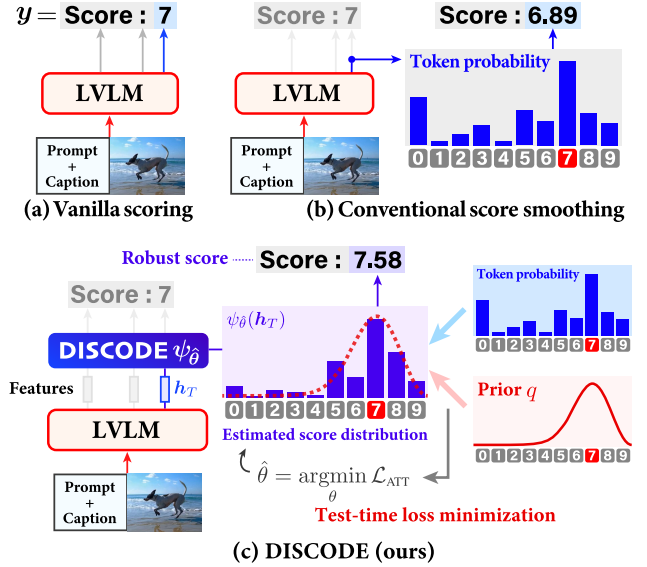 y = Score : 7
LVLM
Prompt
+
Caption
(a) Vanilla scoring
Score : 6.89
Score : 7
Token probability
LVLM
Prompt
+
Caption
0 1 2 3 4 5 6 7 8 9
(b) Conventional score smoothing
Robust score
Score : 7.58
Score : 7
DISCODE ψ_θ̂
Features
h_T
LVLM
Prompt
+
Caption
ψ_θ̂(h_T)
0 1 2 3 4 5 6 7 8 9
Estimated score distribution
θ̂ = argmin L_ATT
θ
Test-time loss minimization
Token probability
0 1 2 3 4 5 6 7 8 9
Prior q
0 1 2 3 4 5 6 7 8 9
(c) DISCODE (ours)